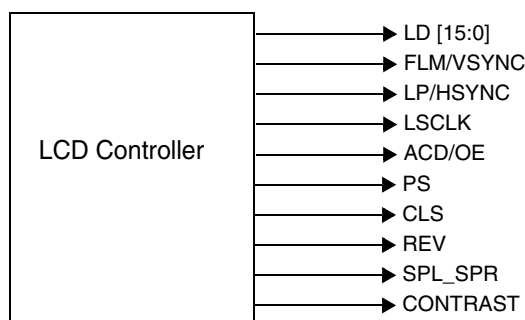 LD [15:0]
FLM/VSYNC
LP/HSYNC
LSCLK
LCD Controller
ACD/OE
PS
CLS
REV
SPL_SPR
CONTRAST